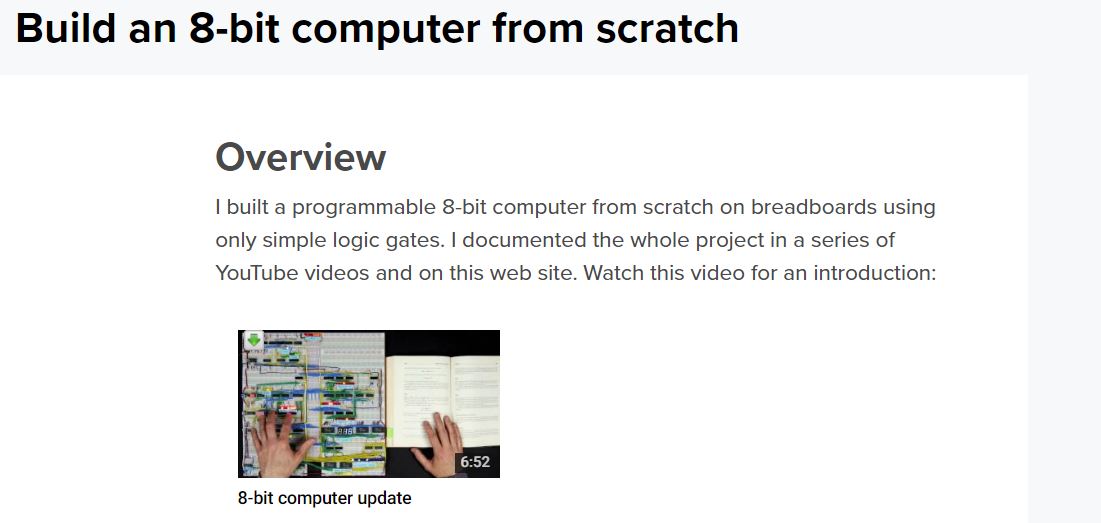 Build an 8-bit computer from scratch
Overview
I built a programmable 8-bit computer from scratch on breadboards using
only simple logic gates. I documented the whole project in a series of
YouTube videos and on this web site. Watch this video for an introduction:
6:52
8-bit computer update